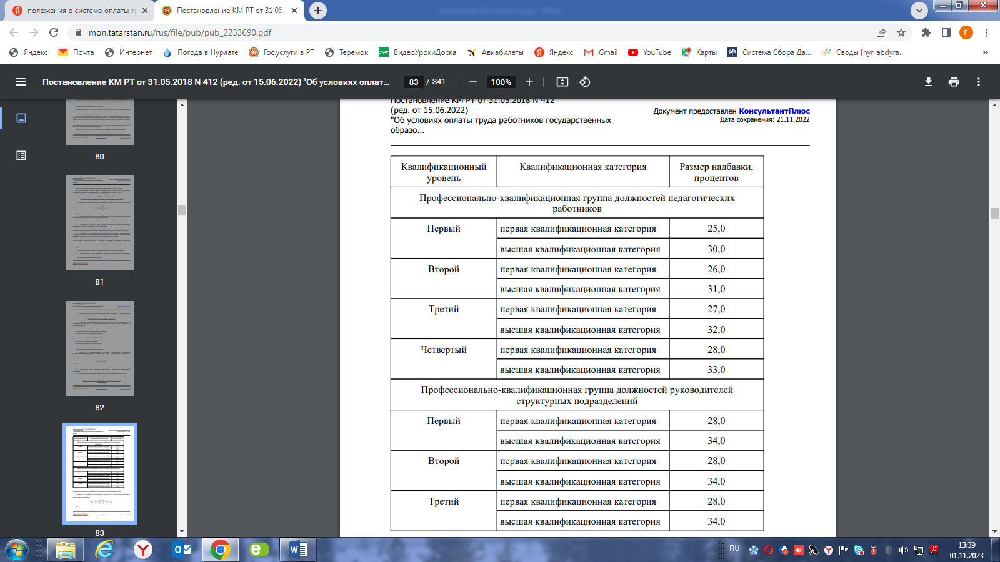 положения о системе оплаты тр
Постановление КМ РТ от 31.05.
mon.tatarstan.ru/rus/file/pub/pub_2233690.pdf
Г
Яндекс Почта Интернет Погода в Нурлате Гос.услуги в РТ Теремок ВидеоУрокиДоска Авиабилеты Яндекс Gmail YouTube Карты Система Сбора Да... Своды [nyr_abdyra... »
Постановление КМ РТ от 31.05.2018 N 412 (ред. от 15.06.2022) "Об условиях оплат... 83 / 341 100%
80
81
82
83
Постановление КМ РТ от 31.05.2018 N 412
(ред. от 15.06.2022)
"Об условиях оплаты труда работников государственных
образо...
Документ предоставлен КонсультантПлюс
Дата сохранения: 21.11.2022
Квалификационный уровень Квалификационная категория Размер надбавки, процентов
Профессионально-квалификационная группа должностей педагогических
работников
Первый первая квалификационная категория 25,0
высшая квалификационная категория 30,0
Второй первая квалификационная категория 26,0
высшая квалификационная категория 31,0
Третий первая квалификационная категория 27,0
высшая квалификационная категория 32,0
Четвертый первая квалификационная категория 28,0
высшая квалификационная категория 33,0
Профессионально-квалификационная группа должностей руководителей
структурных подразделений
Первый первая квалификационная категория 28,0
высшая квалификационная категория 34,0
Второй первая квалификационная категория 28,0
высшая квалификационная категория 34,0
Третий первая квалификационная категория 28,0
высшая квалификационная категория 34,0
RU
13:39
01.11.2023